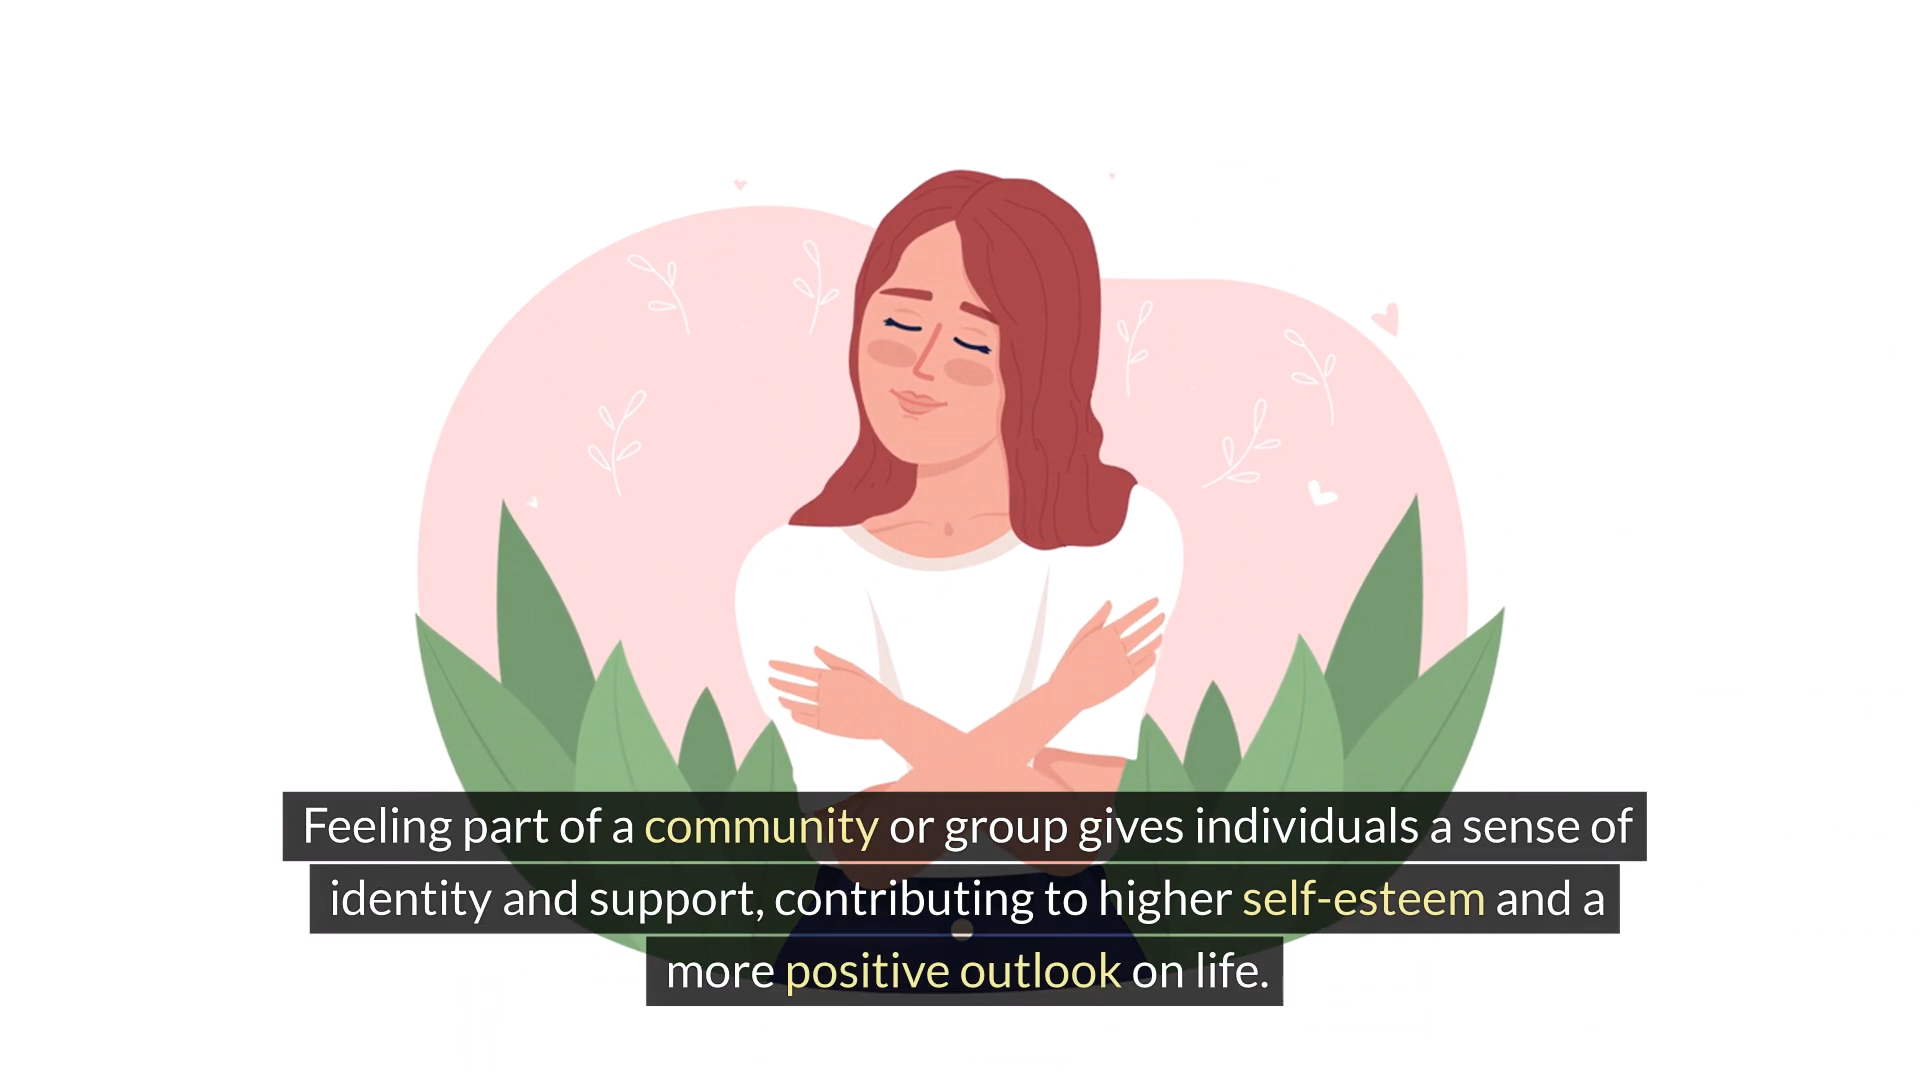 Feeling part of a community or group gives individuals a sense of
identity and support, contributing to higher self-esteem and a
more positive outlook on life.